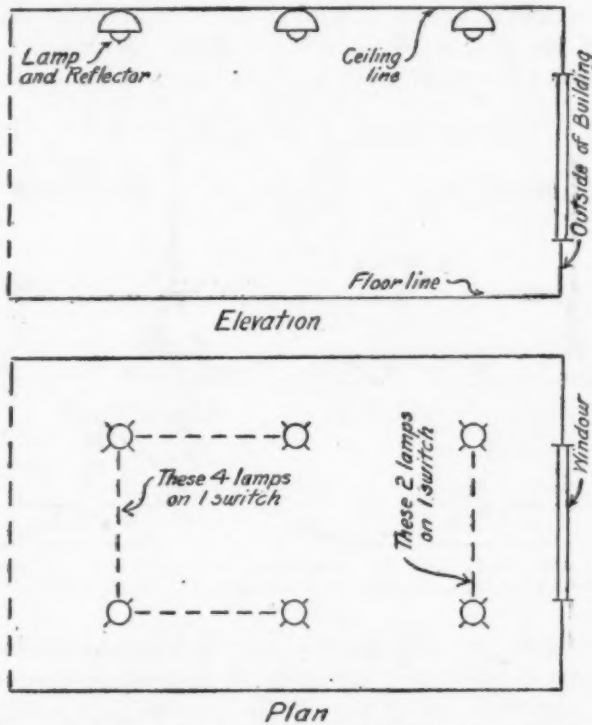 Lamp
and Reflector
Ceiling
line
Outside of Building
Floor line
Elevation
These 4 lamps
on 1 switch
These 2 lamps
on 1 switch
Windour
Plan